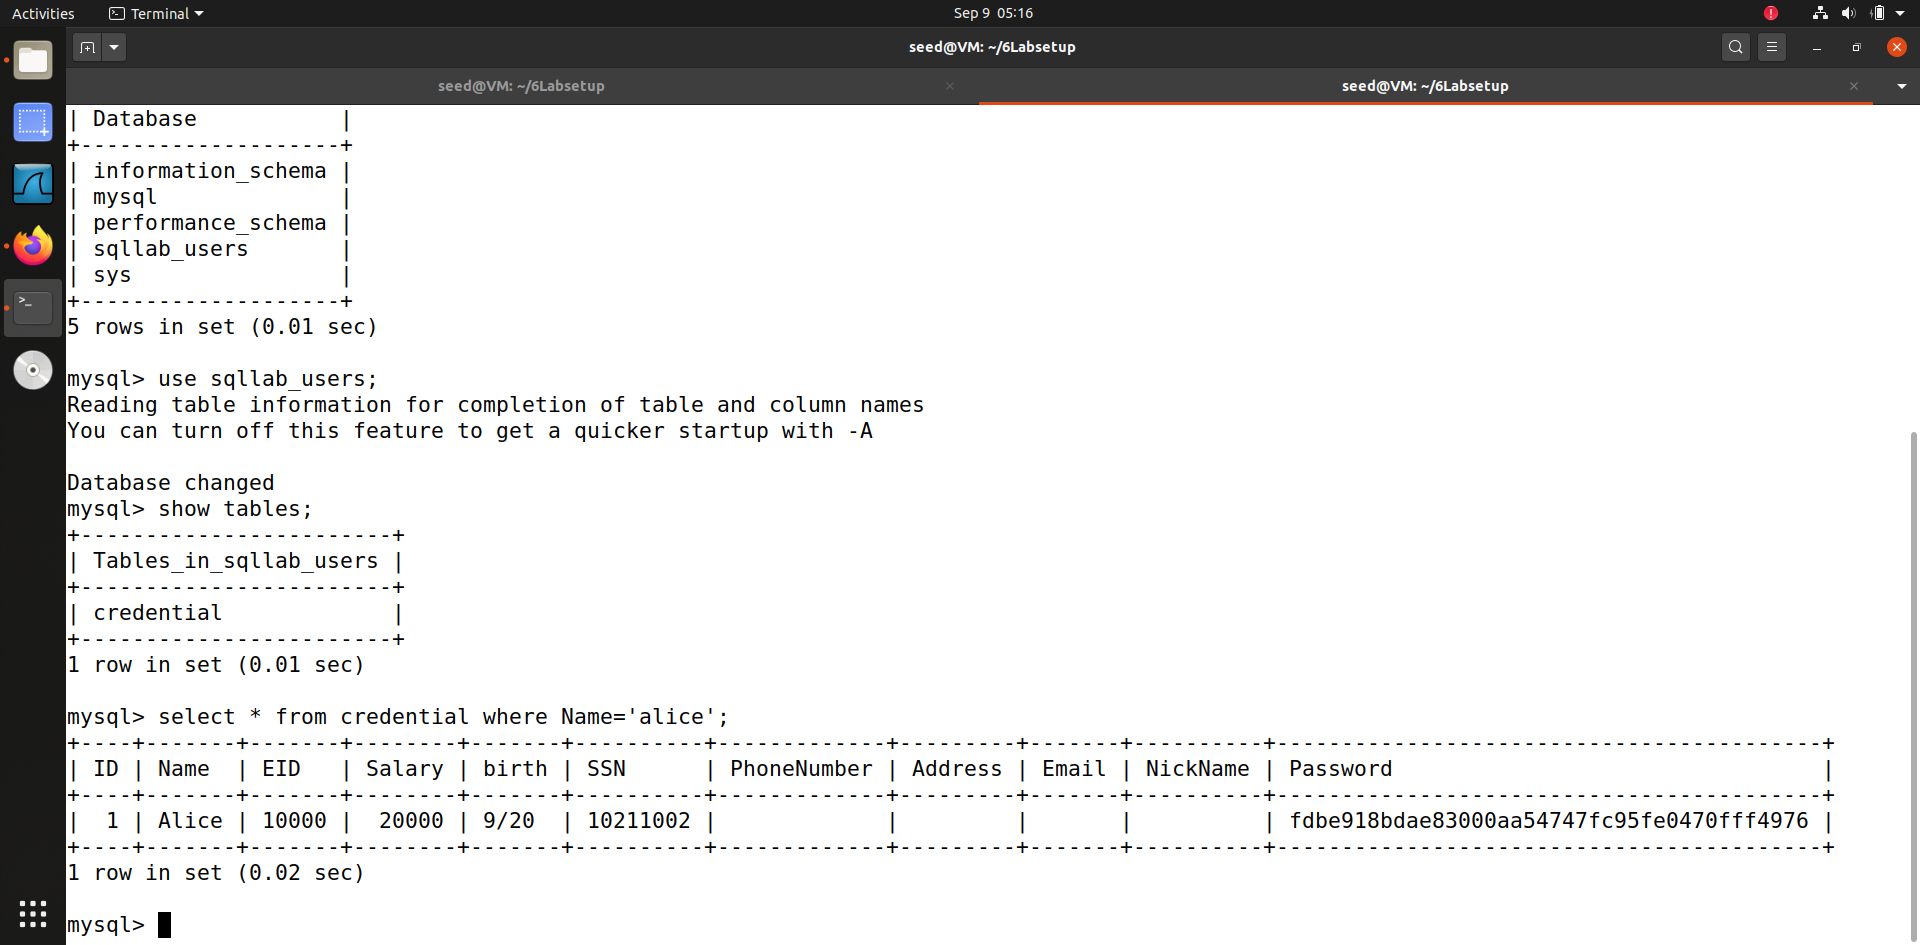 Activities
Terminal
Sep 9 05:16
seed@VM: ~/6Labsetup
seed@VM: ~/6Labsetup
seed@VM: ~/6Labsetup
| Database           |
+--------------------+
| information_schema |
| mysql              |
| performance_schema |
| sqllab_users       |
| sys                |
+--------------------+
5 rows in set (0.01 sec)
mysql> use sqllab_users;
Reading table information for completion of table and column names
You can turn off this feature to get a quicker startup with -A
Database changed
mysql> show tables;
+------------------------+
| Tables_in_sqllab_users |
+------------------------+
| credential             |
+------------------------+
1 row in set (0.01 sec)
mysql> select * from credential where Name='alice';
+----+-------+-------+--------+-------+----------+-------------+---------+-------+----------+------------------------------------------+
| ID | Name  | EID   | Salary | birth | SSN      | PhoneNumber | Address | Email | NickName | Password                                 |
+----+-------+-------+--------+-------+----------+-------------+---------+-------+----------+------------------------------------------+
|  1 | Alice | 10000 |  20000 | 9/20  | 10211002 |             |         |       |          | fdbe918bdae83000aa54747fc95fe0470fff4976 |
+----+-------+-------+--------+-------+----------+-------------+---------+-------+----------+------------------------------------------+
1 row in set (0.02 sec)
mysql>